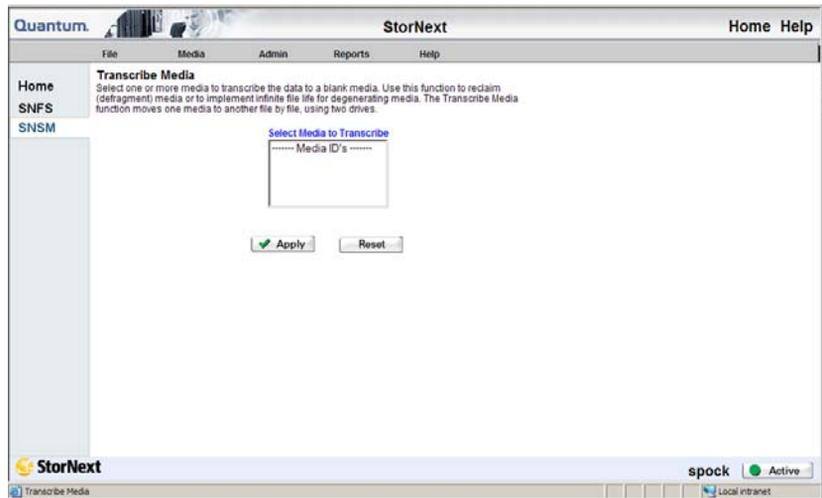 Quantum.
StorNext
Home Help
File Media Admin Reports Help
Home
SNFS
SNSM
Transcribe Media
Select one or more media to transcribe the data to a blank media. Use this function to reclaim
(defragment) media or to implement infinite file life for degenerating media. The Transcribe Media
function moves one media to another file by file, using two drives.
Select Media to Transcribe
------- Media ID's -------
Apply Reset
StorNext
spock Active
Transcribe Media Local intranet